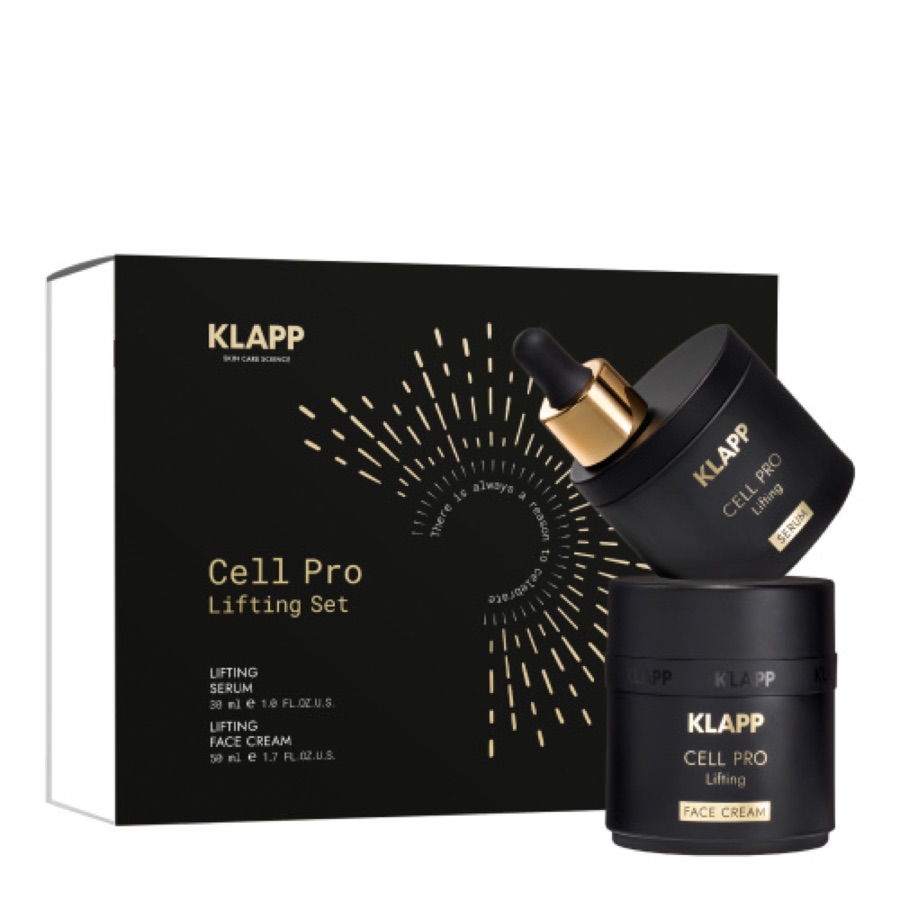 KLAPP
SKIN CARE SCIENCE
There is always a reason to celebrate
Cell Pro
Lifting Set
LIFTING
SERUM
30 ml e 1.0 FL.OZ.U.S.
LIFTING
FACE CREAM
50 ml e 1.7 FL.OZ.U.S.
KLAPP
CELL PRO
Lifting
SERUM
KLAPP KLAPP KL
KLAPP
CELL PRO
Lifting
FACE CREAM